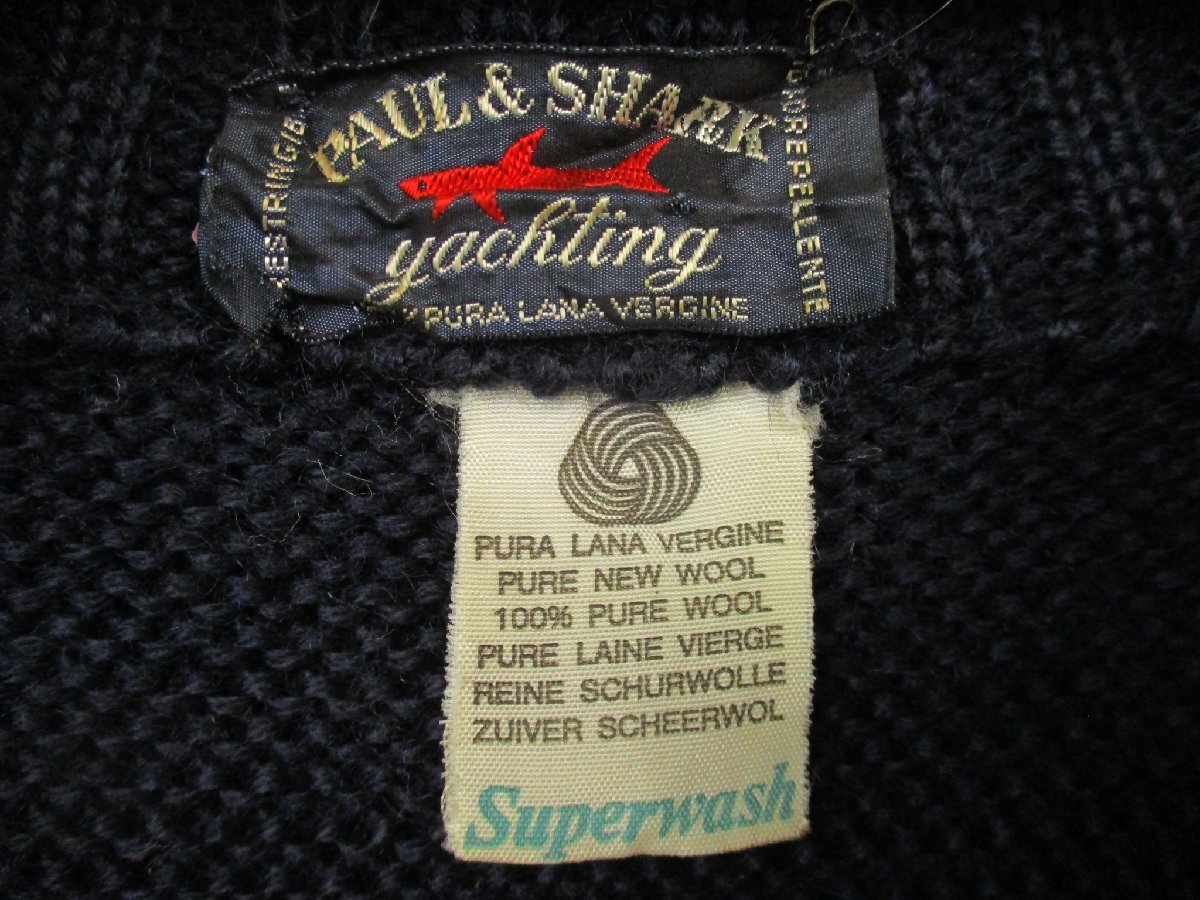 PAUL & SHARK
yachting
PURA LANA VERGINE
PURA LANA VERGINE
PURE NEW WOOL
100% PURE WOOL
PURE LAINE VIERGE
REINE SCHURWOLLE
ZUIVER SCHEERWOL
Superwash